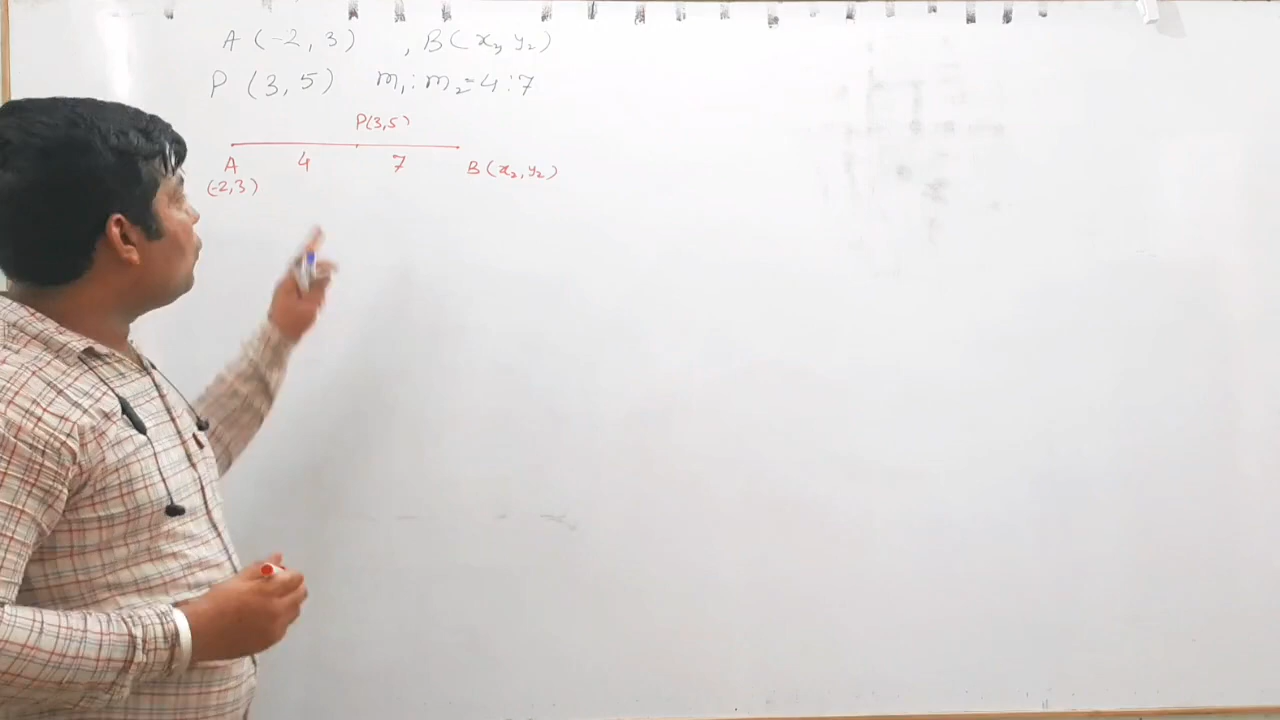 A (-2, 3) , B (x₂, y₂)
P (3, 5) m₁ : m₂ = 4 : 7
P(3,5)
A 4 7 B (x₂, y₂)
(-2,3)